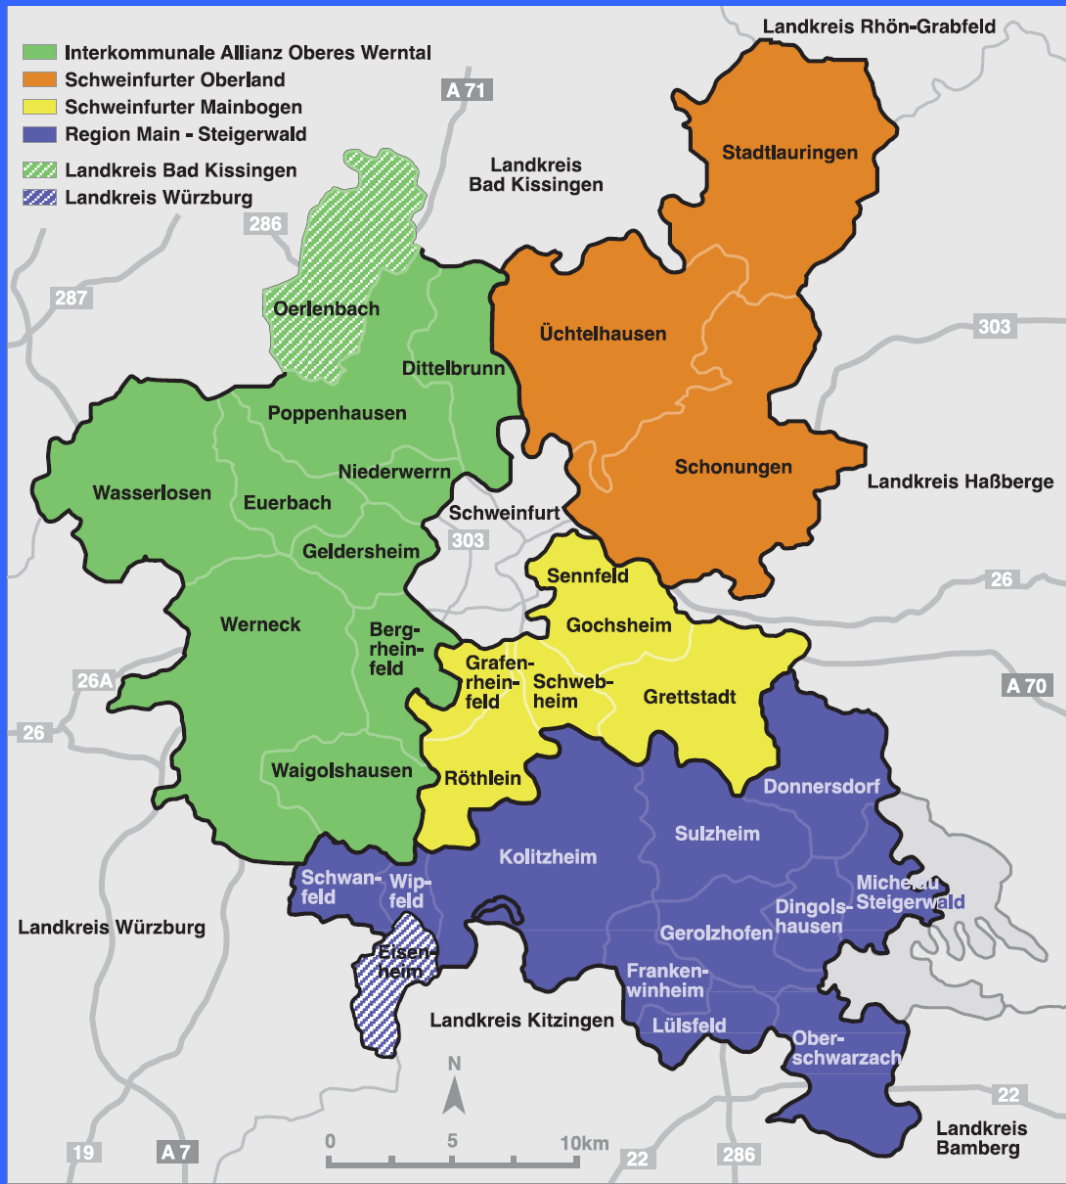 Landkreis Rhön-Grabfeld
Interkommunale Allianz Oberes Werntal
Schweinfurter Oberland
Schweinfurter Mainbogen
Region Main - Steigerwald
Landkreis Bad Kissingen
Landkreis Würzburg
A 71
Landkreis
Bad Kissingen
Stadtlauringen
286
287
Oerlenbach
303
Üchtelhausen
Dittelbrunn
Poppenhausen
Niederwerrn
Schonungen
Landkreis Haßberge
Wasserlosen
Euerbach
Schweinfurt
303
Geldersheim
Sennfeld
26
Werneck
Berg-
rhein-
feld
Gochsheim
Grafen-
rhein-
feld
Schweb-
heim
Grettstadt
26A
A 70
26
Waigolshausen
Röthlein
Donnersdorf
Sulzheim
Kolitzheim
Schwan-
feld
Wip-
feld
Michelau
Steigerwald
Dingols-
hausen
Landkreis Würzburg
Gerolzhofen
Eisen-
heim
Franken-
winheim
Landkreis Kitzingen
Lülsfeld
Ober-
schwarzach
N
22
0 5 10km
Landkreis
Bamberg
19
A 7
22
286